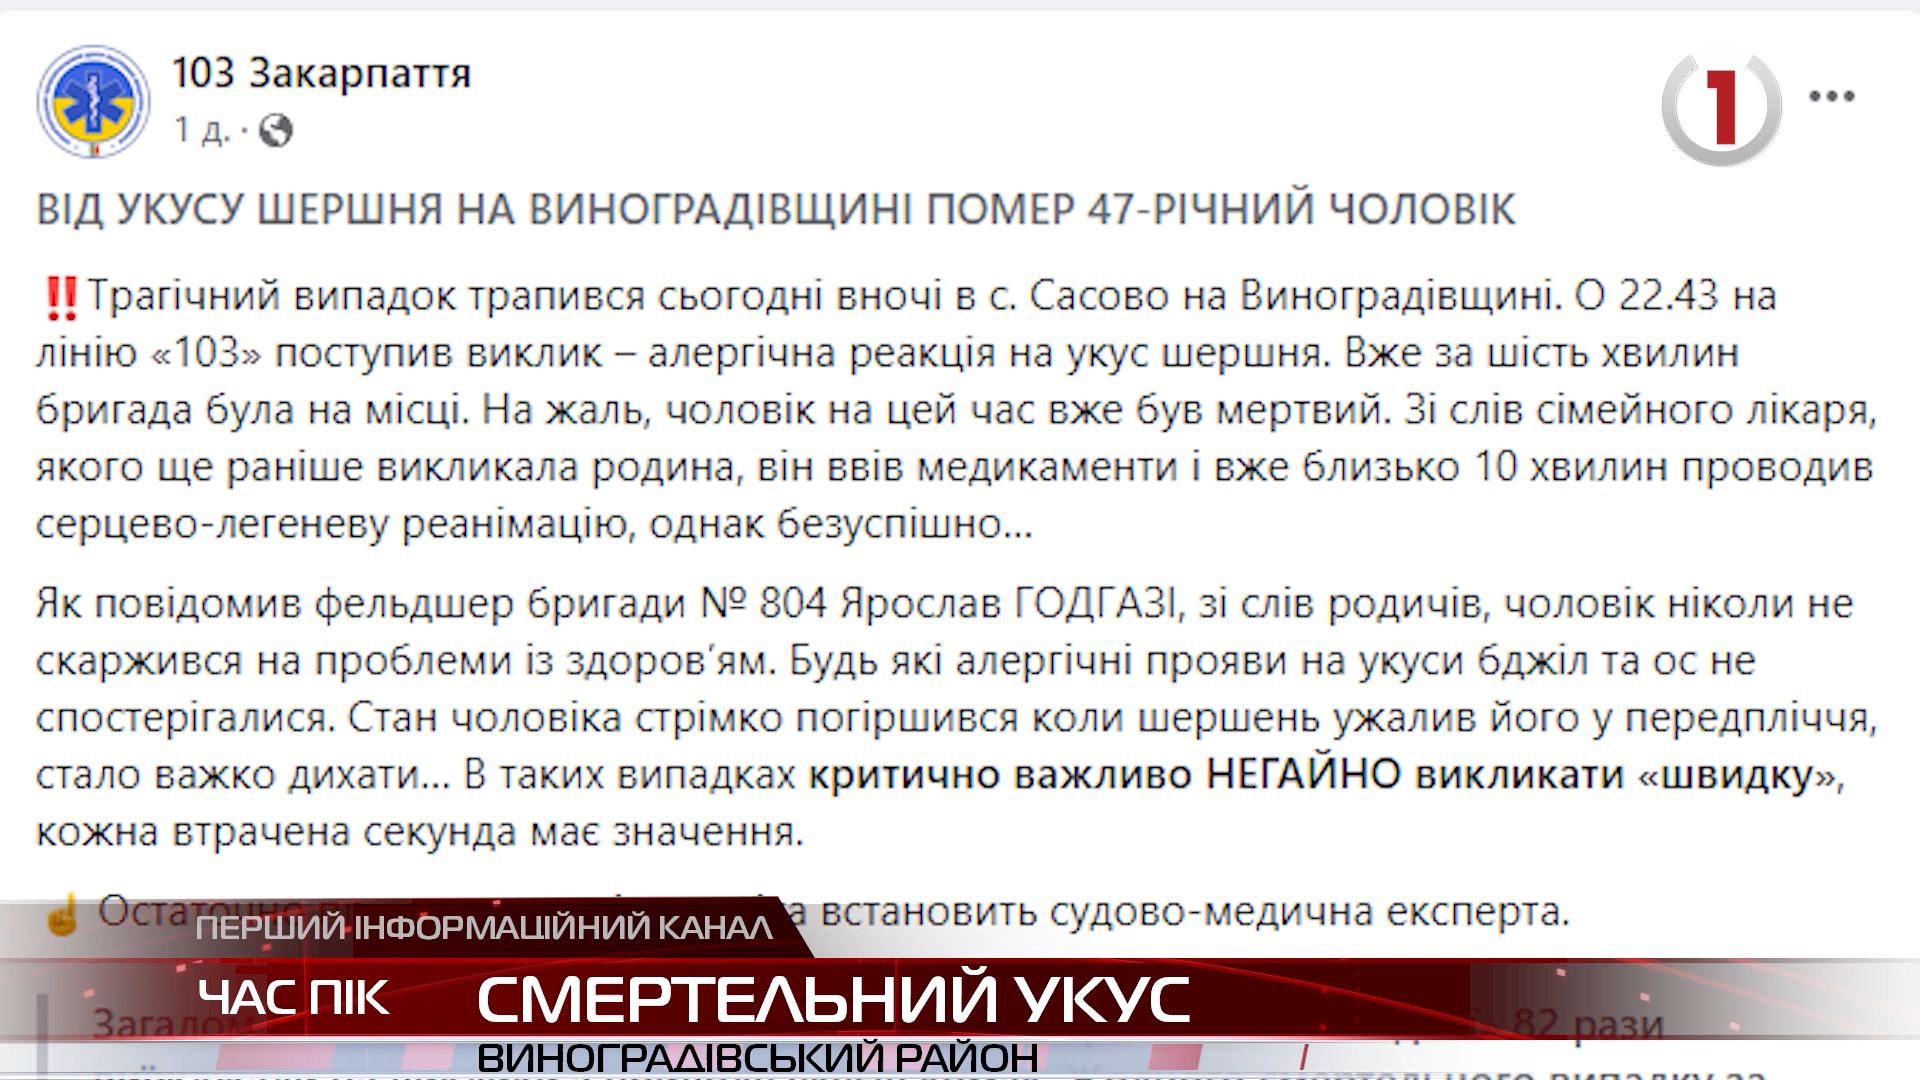 103 Закарпаття
1 д. ·
1
ВІД УКУСУ ШЕРШНЯ НА ВИНОГРАДІВЩИНІ ПОМЕР 47-РІЧНИЙ ЧОЛОВІК
‼Трагічний випадок трапився сьогодні вночі в с. Сасово на Виноградівщині. О 22.43 на
лінію «103» поступив виклик – алергічна реакція на укус шершня. Вже за шість хвилин
бригада була на місці. На жаль, чоловік на цей час вже був мертвий. Зі слів сімейного лікаря,
якого ще раніше викликала родина, він ввів медикаменти і вже близько 10 хвилин проводив
серцево-легеневу реанімацію, однак безуспішно...
Як повідомив фельдшер бригади № 804 Ярослав ГОДГАЗІ, зі слів родичів, чоловік ніколи не
скаржився на проблеми із здоров’ям. Будь які алергічні прояви на укуси бджіл та ос не
спостерігалися. Стан чоловіка стрімко погіршився коли шершень ужалив його у передпліччя,
стало важко дихати... В таких випадках критично важливо НЕГАЙНО викликати «швидку»,
кожна втрачена секунда має значення.
☝ Остаточно встановить судово-медична експерта.
ПЕРШИЙ ІНФОРМАЦІЙНИЙ КАНАЛ
ЧАС ПІК СМЕРТЕЛЬНИЙ УКУС
Загалом 82 рази
ВИНОГРАДІВСЬКИЙ РАЙОН